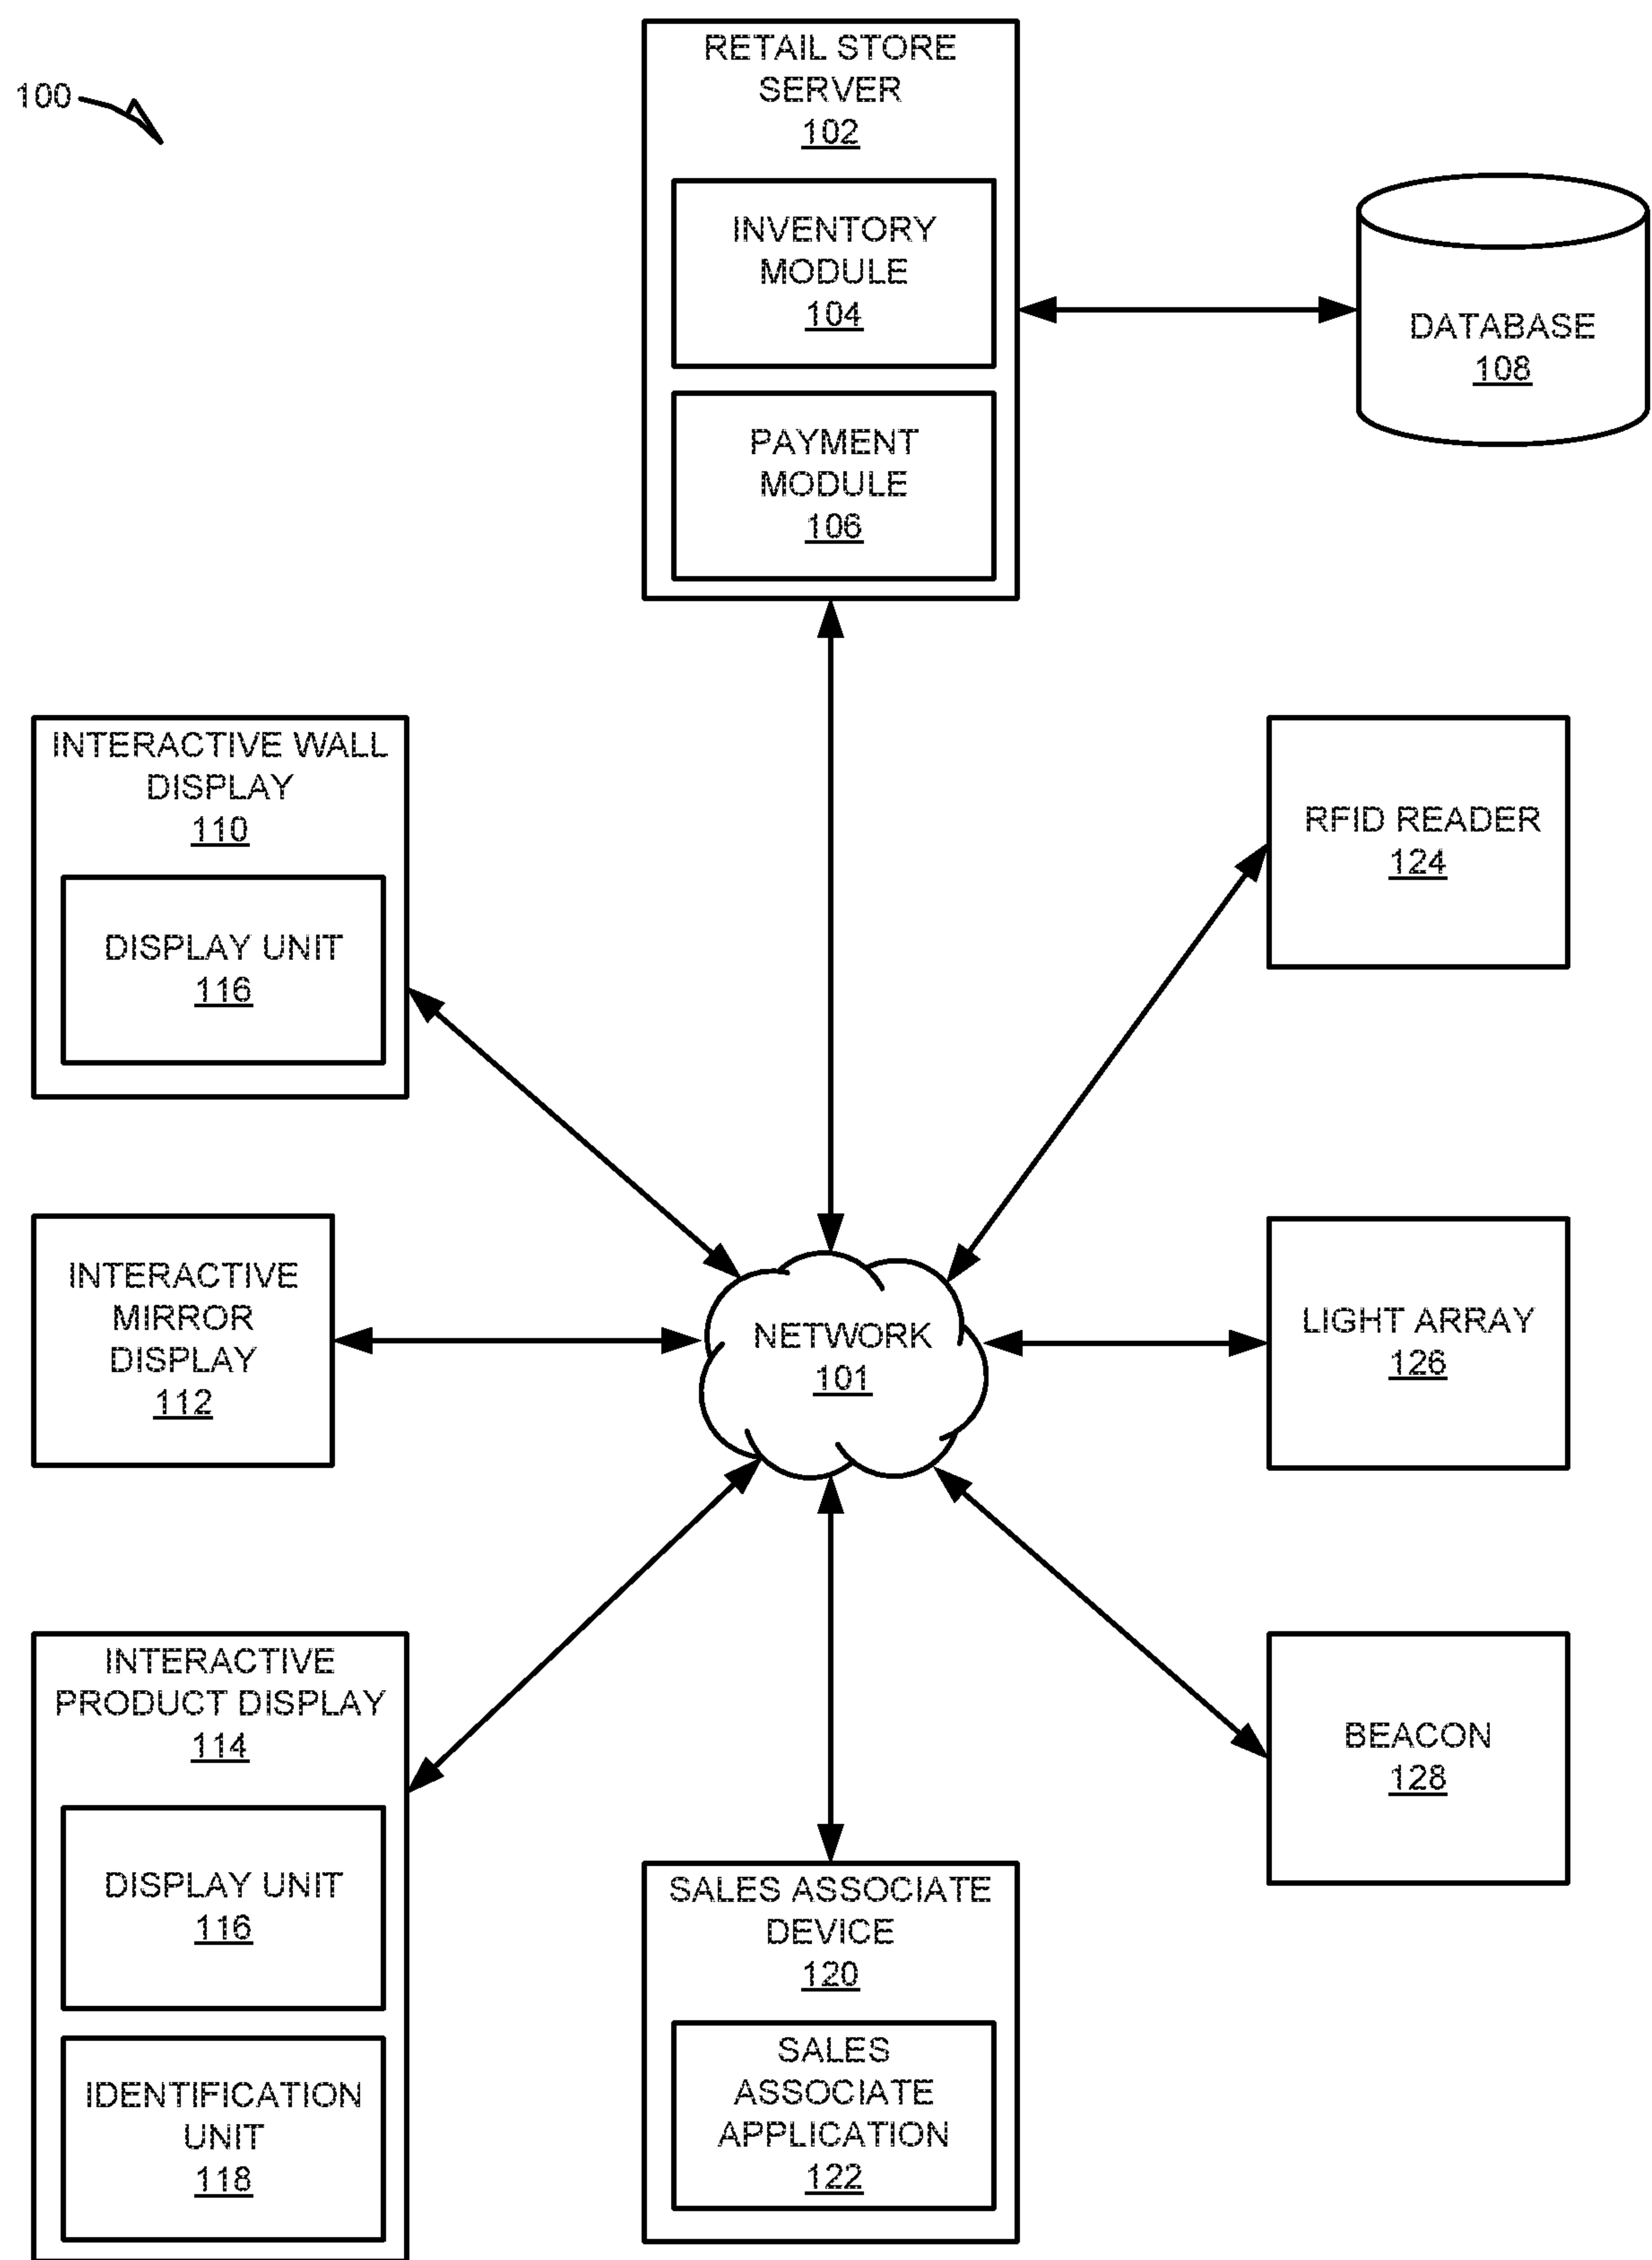 100
RETAIL STORE
SERVER
102
INVENTORY
MODULE
104
PAYMENT
MODULE
106
DATABASE
108
INTERACTIVE WALL
DISPLAY
110
DISPLAY UNIT
116
RFID READER
124
INTERACTIVE
MIRROR
DISPLAY
112
NETWORK
101
LIGHT ARRAY
126
INTERACTIVE
PRODUCT DISPLAY
114
DISPLAY UNIT
116
IDENTIFICATION
UNIT
118
SALES ASSOCIATE
DEVICE
120
SALES
ASSOCIATE
APPLICATION
122
BEACON
128